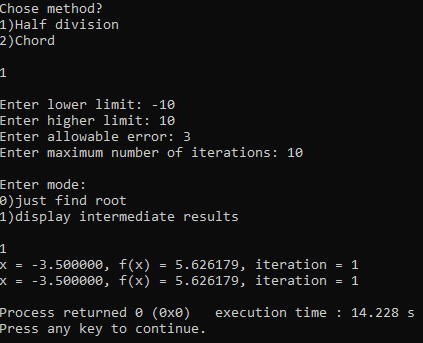 Chose method?
1)Half division
2)Chord
1
Enter lower limit: -10
Enter higher limit: 10
Enter allowable error: 3
Enter maximum number of iterations: 10
Enter mode:
0)just find root
1)display intermediate results
1
x = -3.500000, f(x) = 5.626179, iteration = 1
x = -3.500000, f(x) = 5.626179, iteration = 1
Process returned 0 (0x0)   execution time : 14.228 s
Press any key to continue.